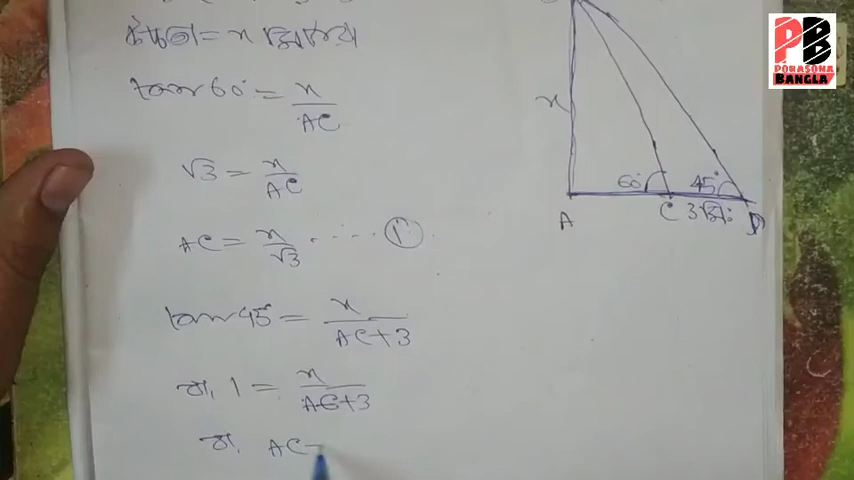 উচ্চতা = x মিটার
tan 60° = x/AC
√3 = x/AC
AC = x/√3 ..... (1)
tan 45° = x/AC+3
বা, 1 = x/AC+3
বা, AC-
x
60° 45°
A C 3মি: D
PB
PORASONA
BANGLA